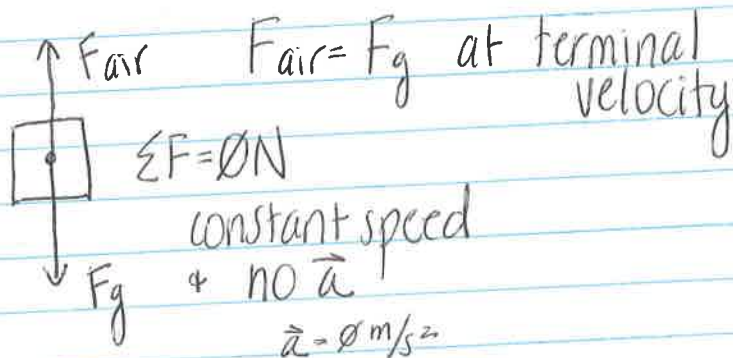 Fair Fair = Fg at terminal
velocity
ΣF = ØN
constant speed
Fg & no a⃗
a⃗ = Ø m/s²